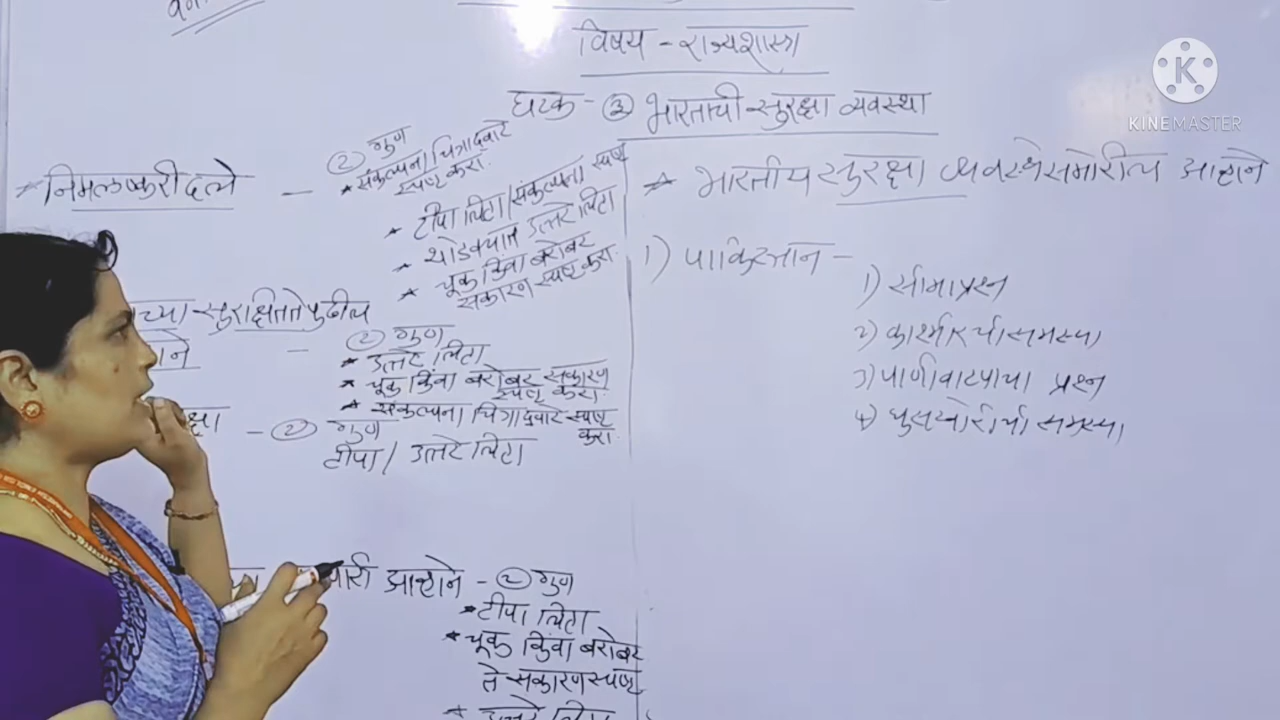 विषय - राज्यशास्त्र
घटक - ③ भारताची सुरक्षा व्यवस्था
* निमलष्करी दले -
② गुण
* संकल्पना चित्राद्वारे
स्पष्ट करा.
* टीपा लिहा/संकल्पना स्पष्ट
* थोडक्यात उत्तरे लिहा
* चूक किंवा बरोबर
सकारण स्पष्ट करा.
च्या सुरक्षिततेपुढील
② गुण
* उत्तरे लिहा
* चूक किंवा बरोबर सकारण
स्पष्ट करा.
* संकल्पना चित्राद्वारे स्पष्ट
करा.
- ② गुण
टीपा / उत्तरे लिहा
आव्हाने - ② गुण
* टीपा लिहा
* चूक किंवा बरोबर
ते सकारण स्पष्ट
* उत्तरे लिहा
* भारतीय सुरक्षा व्यवस्थेसमोरील आव्हाने
1) पाकिस्तान -
1) सीमाप्रश्न
2) काश्मीरची समस्या
3) पाणीवाटपाचा प्रश्न
4) घुसखोरीची समस्या
KINEMASTER